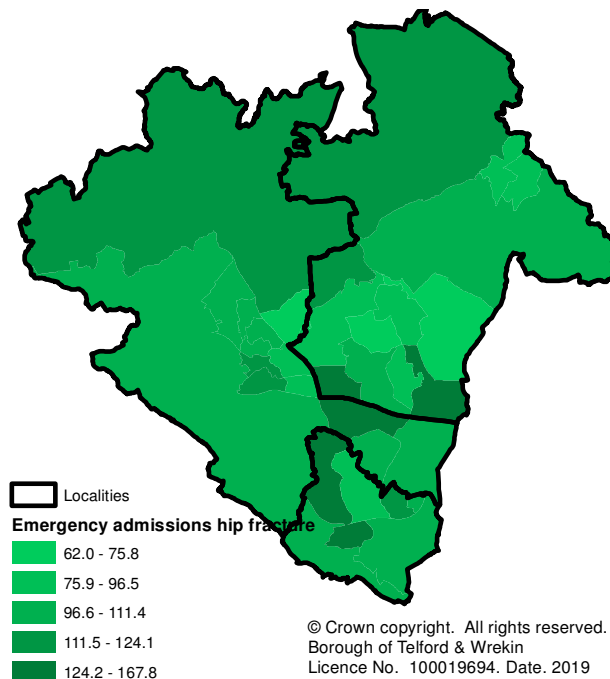 Localities
Emergency admissions hip fracture
62.0 - 75.8
75.9 - 96.5
96.6 - 111.4
111.5 - 124.1
124.2 - 167.8
© Crown copyright. All rights reserved.
Borough of Telford & Wrekin
Licence No. 100019694. Date. 2019